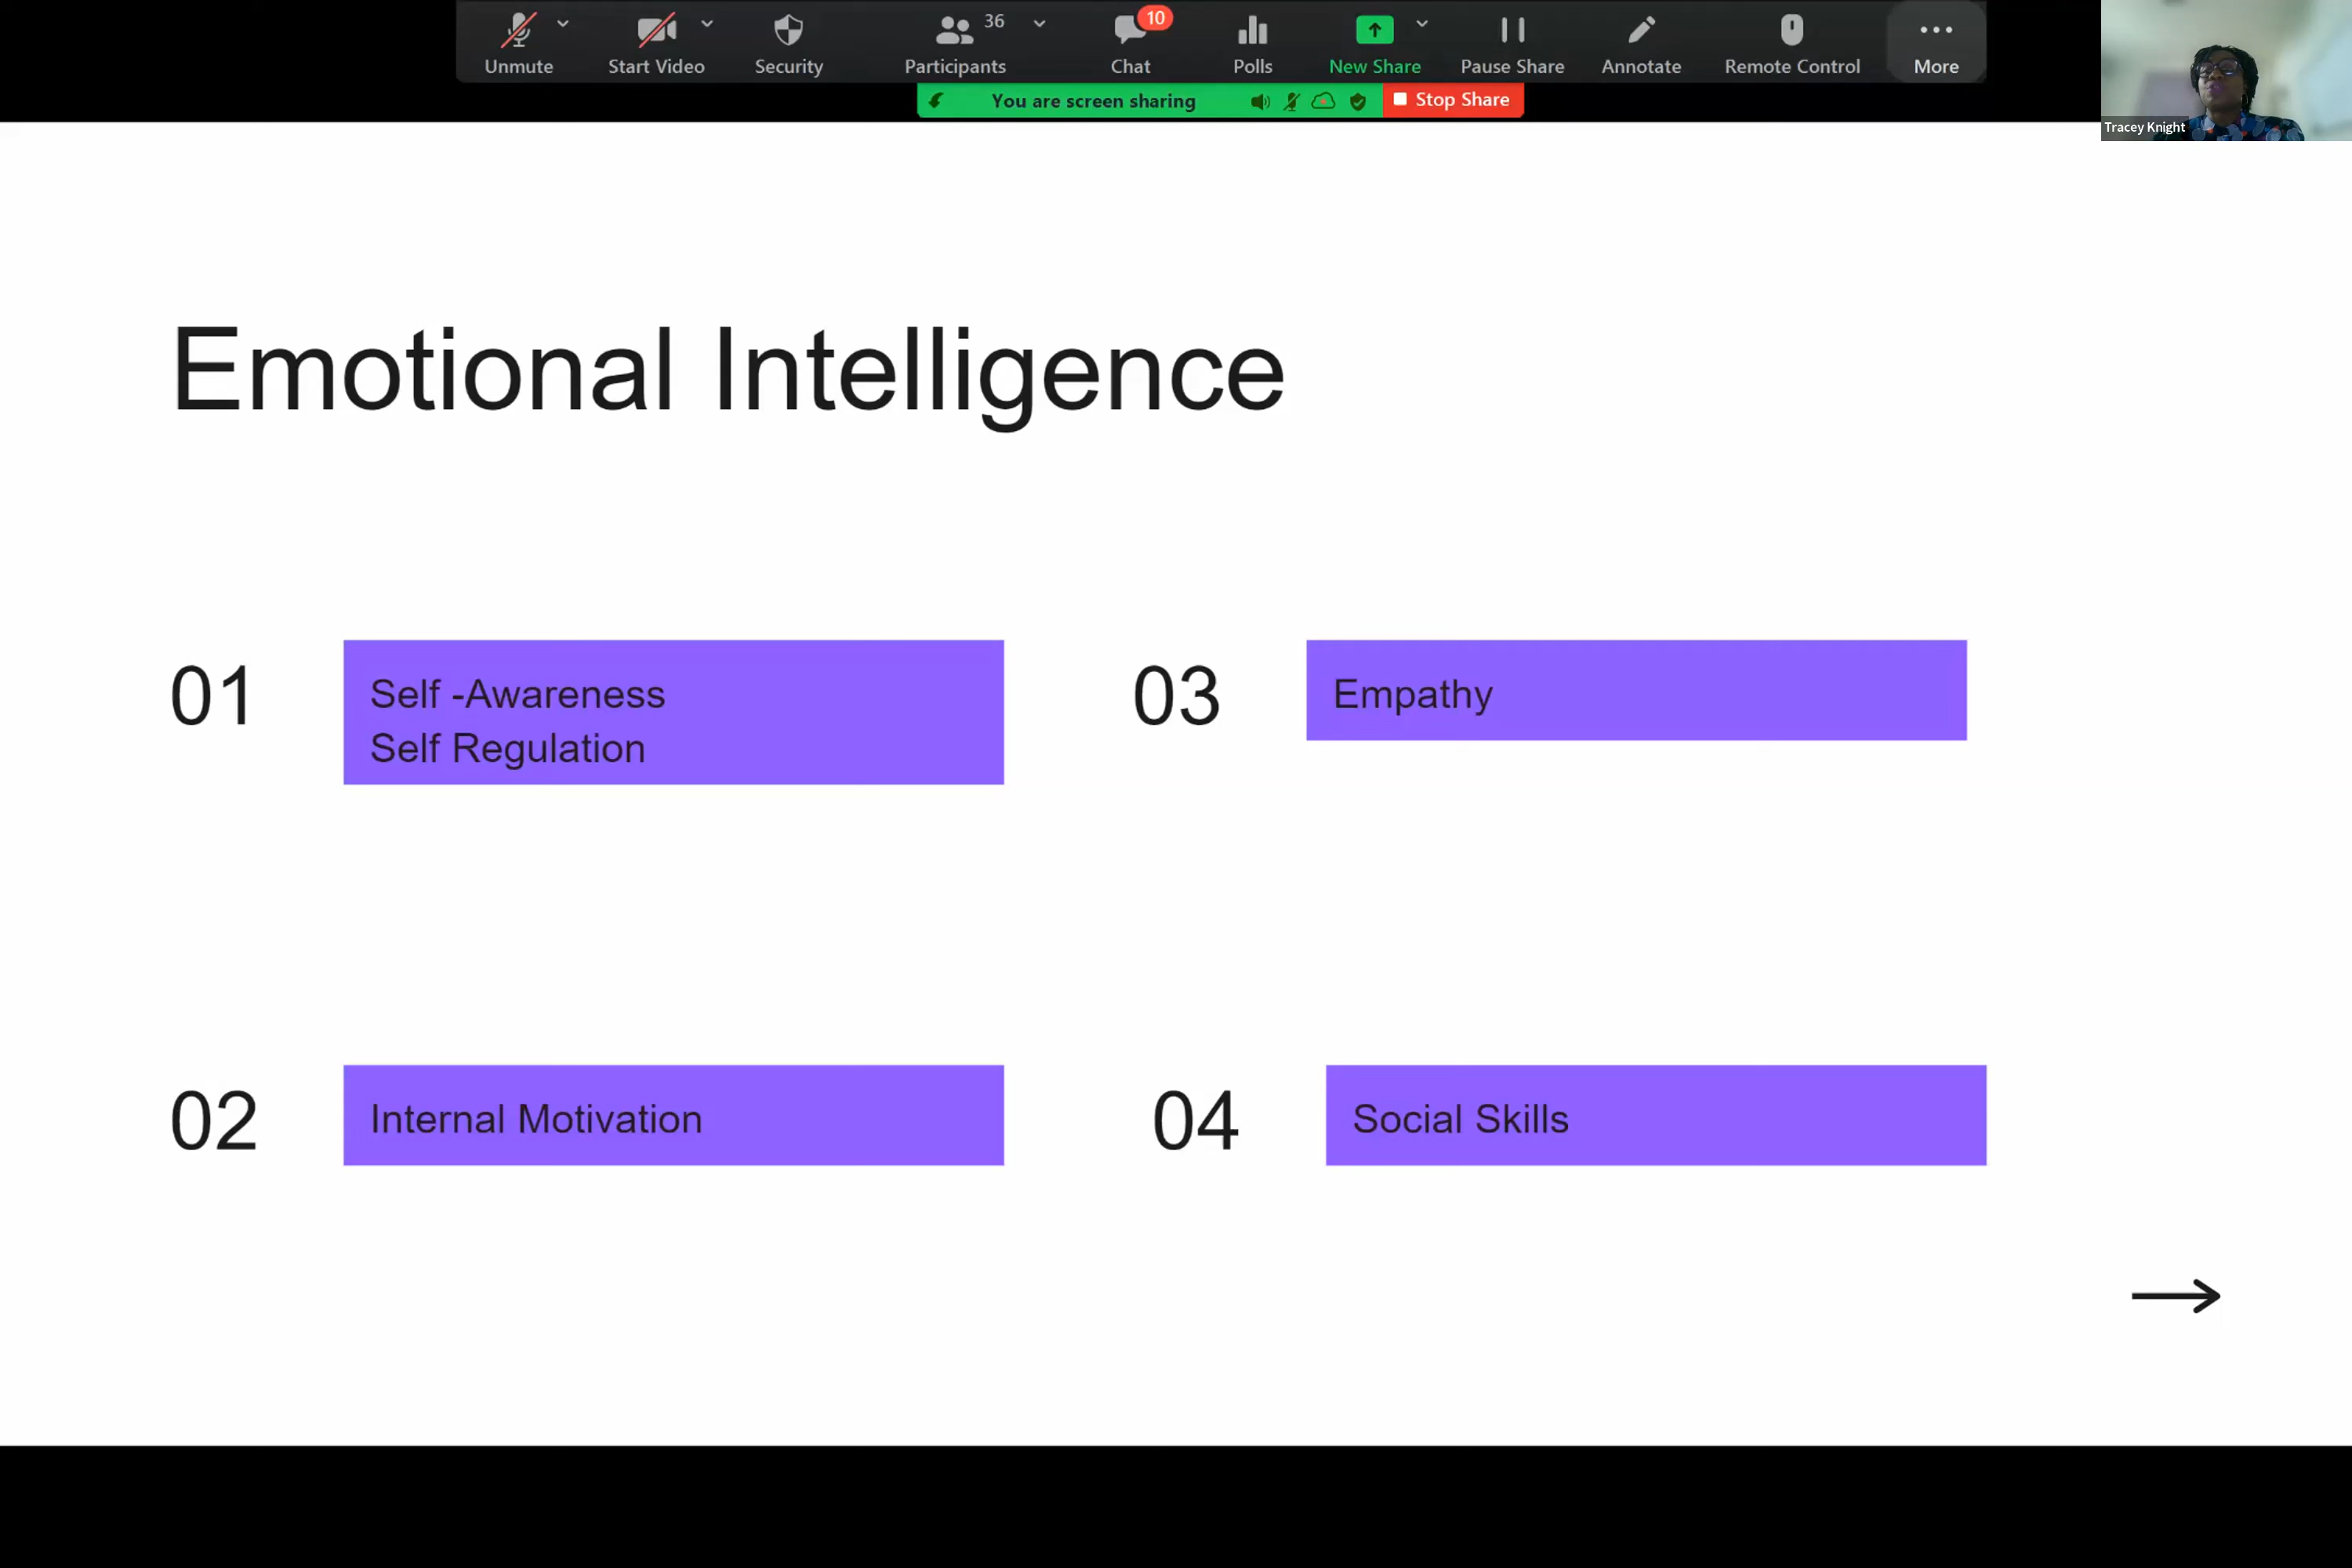 Unmute
Start Video
Security
Participants
36
Chat
10
Polls
New Share
Pause Share
Annotate
Remote Control
More
You are screen sharing
Stop Share
Tracey Knight
Emotional Intelligence
01
Self -Awareness
Self Regulation
02
Internal Motivation
03
Empathy
04
Social Skills